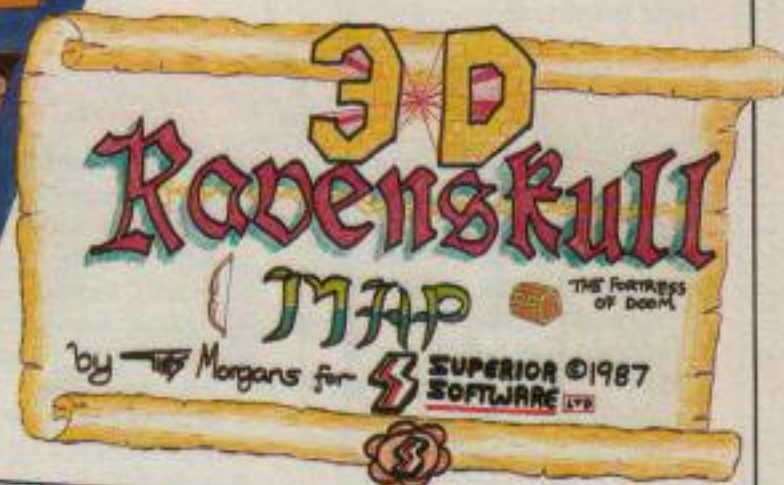 3D
Ravenskull
MAP
THE FORTRESS
OF DOOM
by Morgans for SUPERIOR ©1987
SOFTWARE LTD